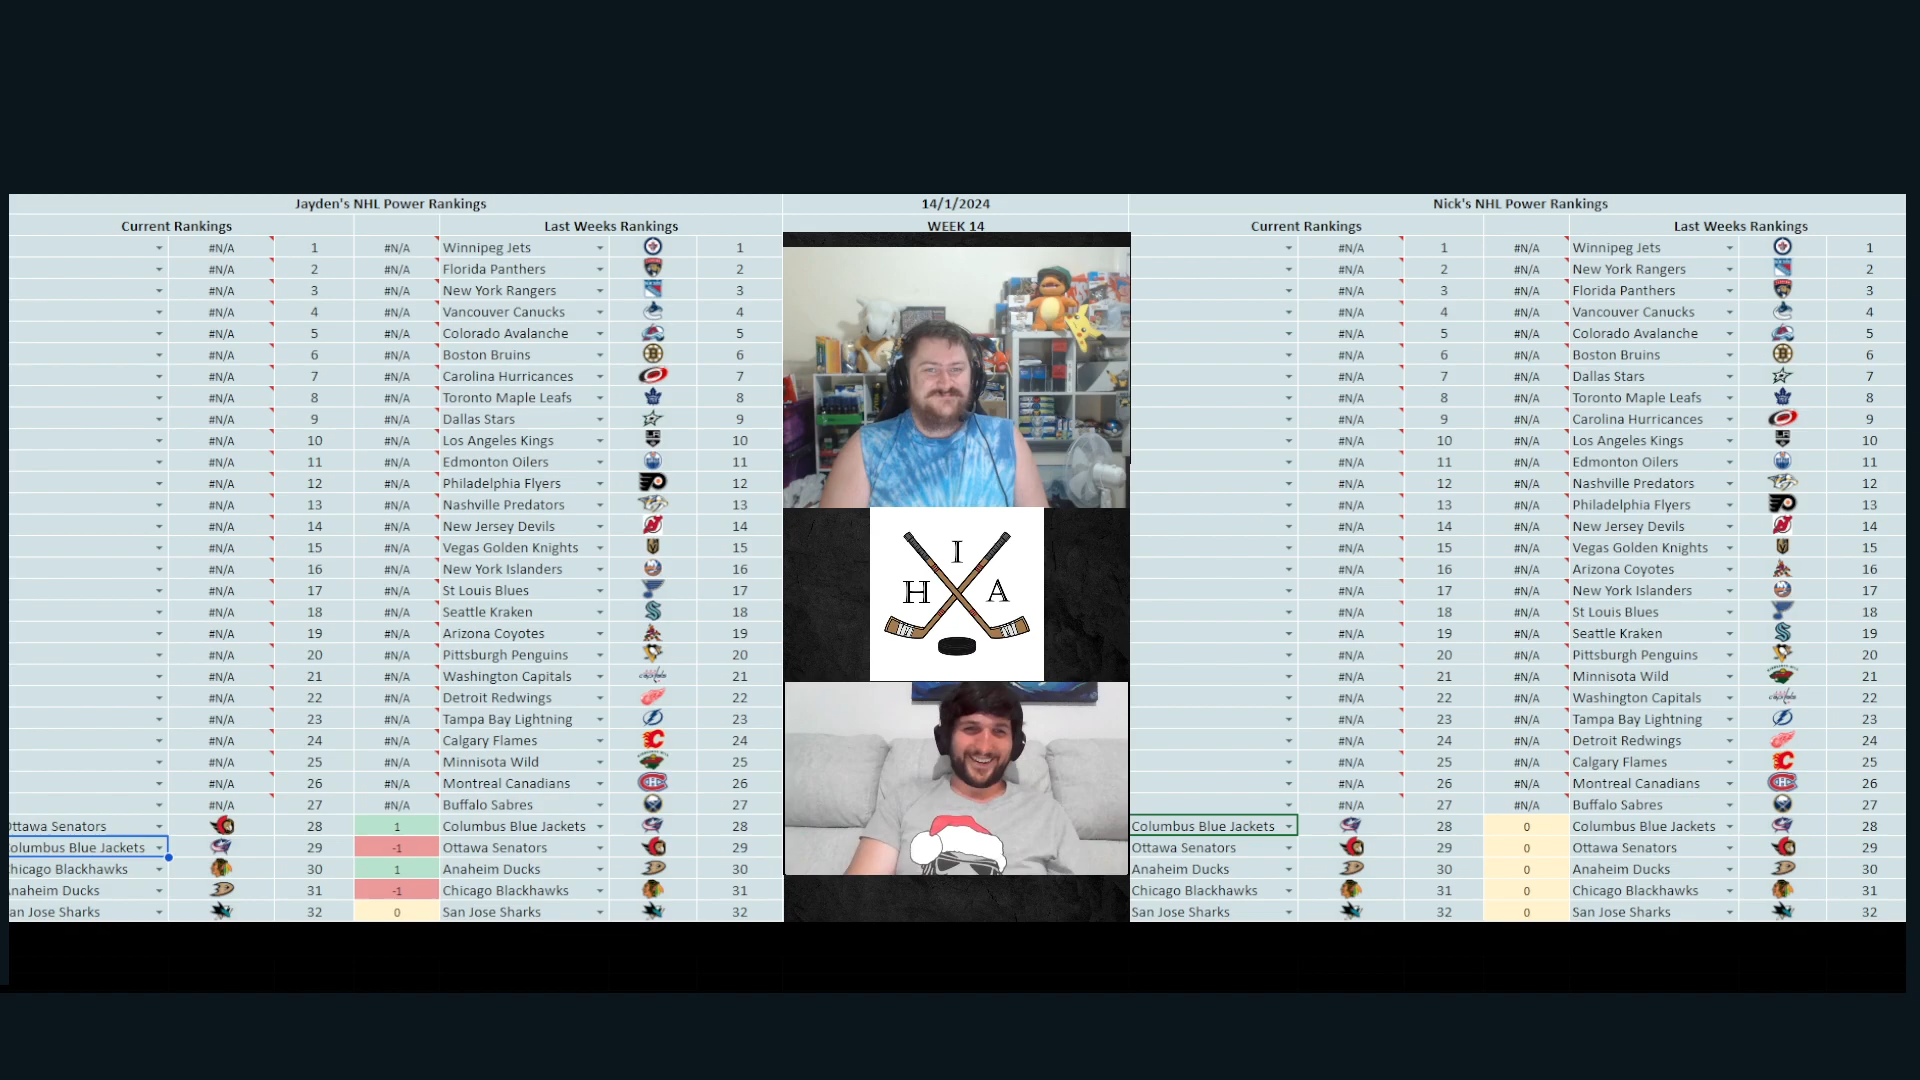 Jayden's NHL Power Rankings 14/1/2024 Nick's NHL Power Rankings
Current Rankings Last Weeks Rankings WEEK 14 Current Rankings Last Weeks Rankings
#N/A 1 #N/A Winnipeg Jets 1 #N/A 1 #N/A Winnipeg Jets 1
#N/A 2 #N/A Florida Panthers 2 #N/A 2 #N/A New York Rangers 2
#N/A 3 #N/A New York Rangers 3 #N/A 3 #N/A Florida Panthers 3
#N/A 4 #N/A Vancouver Canucks 4 #N/A 4 #N/A Vancouver Canucks 4
#N/A 5 #N/A Colorado Avalanche 5 #N/A 5 #N/A Colorado Avalanche 5
#N/A 6 #N/A Boston Bruins 6 #N/A 6 #N/A Boston Bruins 6
#N/A 7 #N/A Carolina Hurricances 7 #N/A 7 #N/A Dallas Stars 7
#N/A 8 #N/A Toronto Maple Leafs 8 #N/A 8 #N/A Toronto Maple Leafs 8
#N/A 9 #N/A Dallas Stars 9 #N/A 9 #N/A Carolina Hurricances 9
#N/A 10 #N/A Los Angeles Kings 10 #N/A 10 #N/A Los Angeles Kings 10
#N/A 11 #N/A Edmonton Oilers 11 #N/A 11 #N/A Edmonton Oilers 11
#N/A 12 #N/A Philadelphia Flyers 12 #N/A 12 #N/A Nashville Predators 12
#N/A 13 #N/A Nashville Predators 13 #N/A 13 #N/A Philadelphia Flyers 13
#N/A 14 #N/A New Jersey Devils 14 #N/A 14 #N/A New Jersey Devils 14
#N/A 15 #N/A Vegas Golden Knights 15 #N/A 15 #N/A Vegas Golden Knights 15
#N/A 16 #N/A New York Islanders 16 #N/A 16 #N/A Arizona Coyotes 16
#N/A 17 #N/A St Louis Blues 17 #N/A 17 #N/A New York Islanders 17
#N/A 18 #N/A Seattle Kraken 18 #N/A 18 #N/A St Louis Blues 18
#N/A 19 #N/A Arizona Coyotes 19 #N/A 19 #N/A Seattle Kraken 19
#N/A 20 #N/A Pittsburgh Penguins 20 #N/A 20 #N/A Pittsburgh Penguins 20
#N/A 21 #N/A Washington Capitals 21 #N/A 21 #N/A Minnisota Wild 21
#N/A 22 #N/A Detroit Redwings 22 #N/A 22 #N/A Washington Capitals 22
#N/A 23 #N/A Tampa Bay Lightning 23 #N/A 23 #N/A Tampa Bay Lightning 23
#N/A 24 #N/A Calgary Flames 24 #N/A 24 #N/A Detroit Redwings 24
#N/A 25 #N/A Minnisota Wild 25 #N/A 25 #N/A Calgary Flames 25
#N/A 26 #N/A Montreal Canadians 26 #N/A 26 #N/A Montreal Canadians 26
#N/A 27 #N/A Buffalo Sabres 27 #N/A 27 #N/A Buffalo Sabres 27
Ottawa Senators 28 1 Columbus Blue Jackets 28 Columbus Blue Jackets 28 0 Columbus Blue Jackets 28
olumbus Blue Jackets 29 -1 Ottawa Senators 29 Ottawa Senators 29 0 Ottawa Senators 29
hicago Blackhawks 30 1 Anaheim Ducks 30 Anaheim Ducks 30 0 Anaheim Ducks 30
naheim Ducks 31 -1 Chicago Blackhawks 31 Chicago Blackhawks 31 0 Chicago Blackhawks 31
an Jose Sharks 32 0 San Jose Sharks 32 San Jose Sharks 32 0 San Jose Sharks 32
I
H A